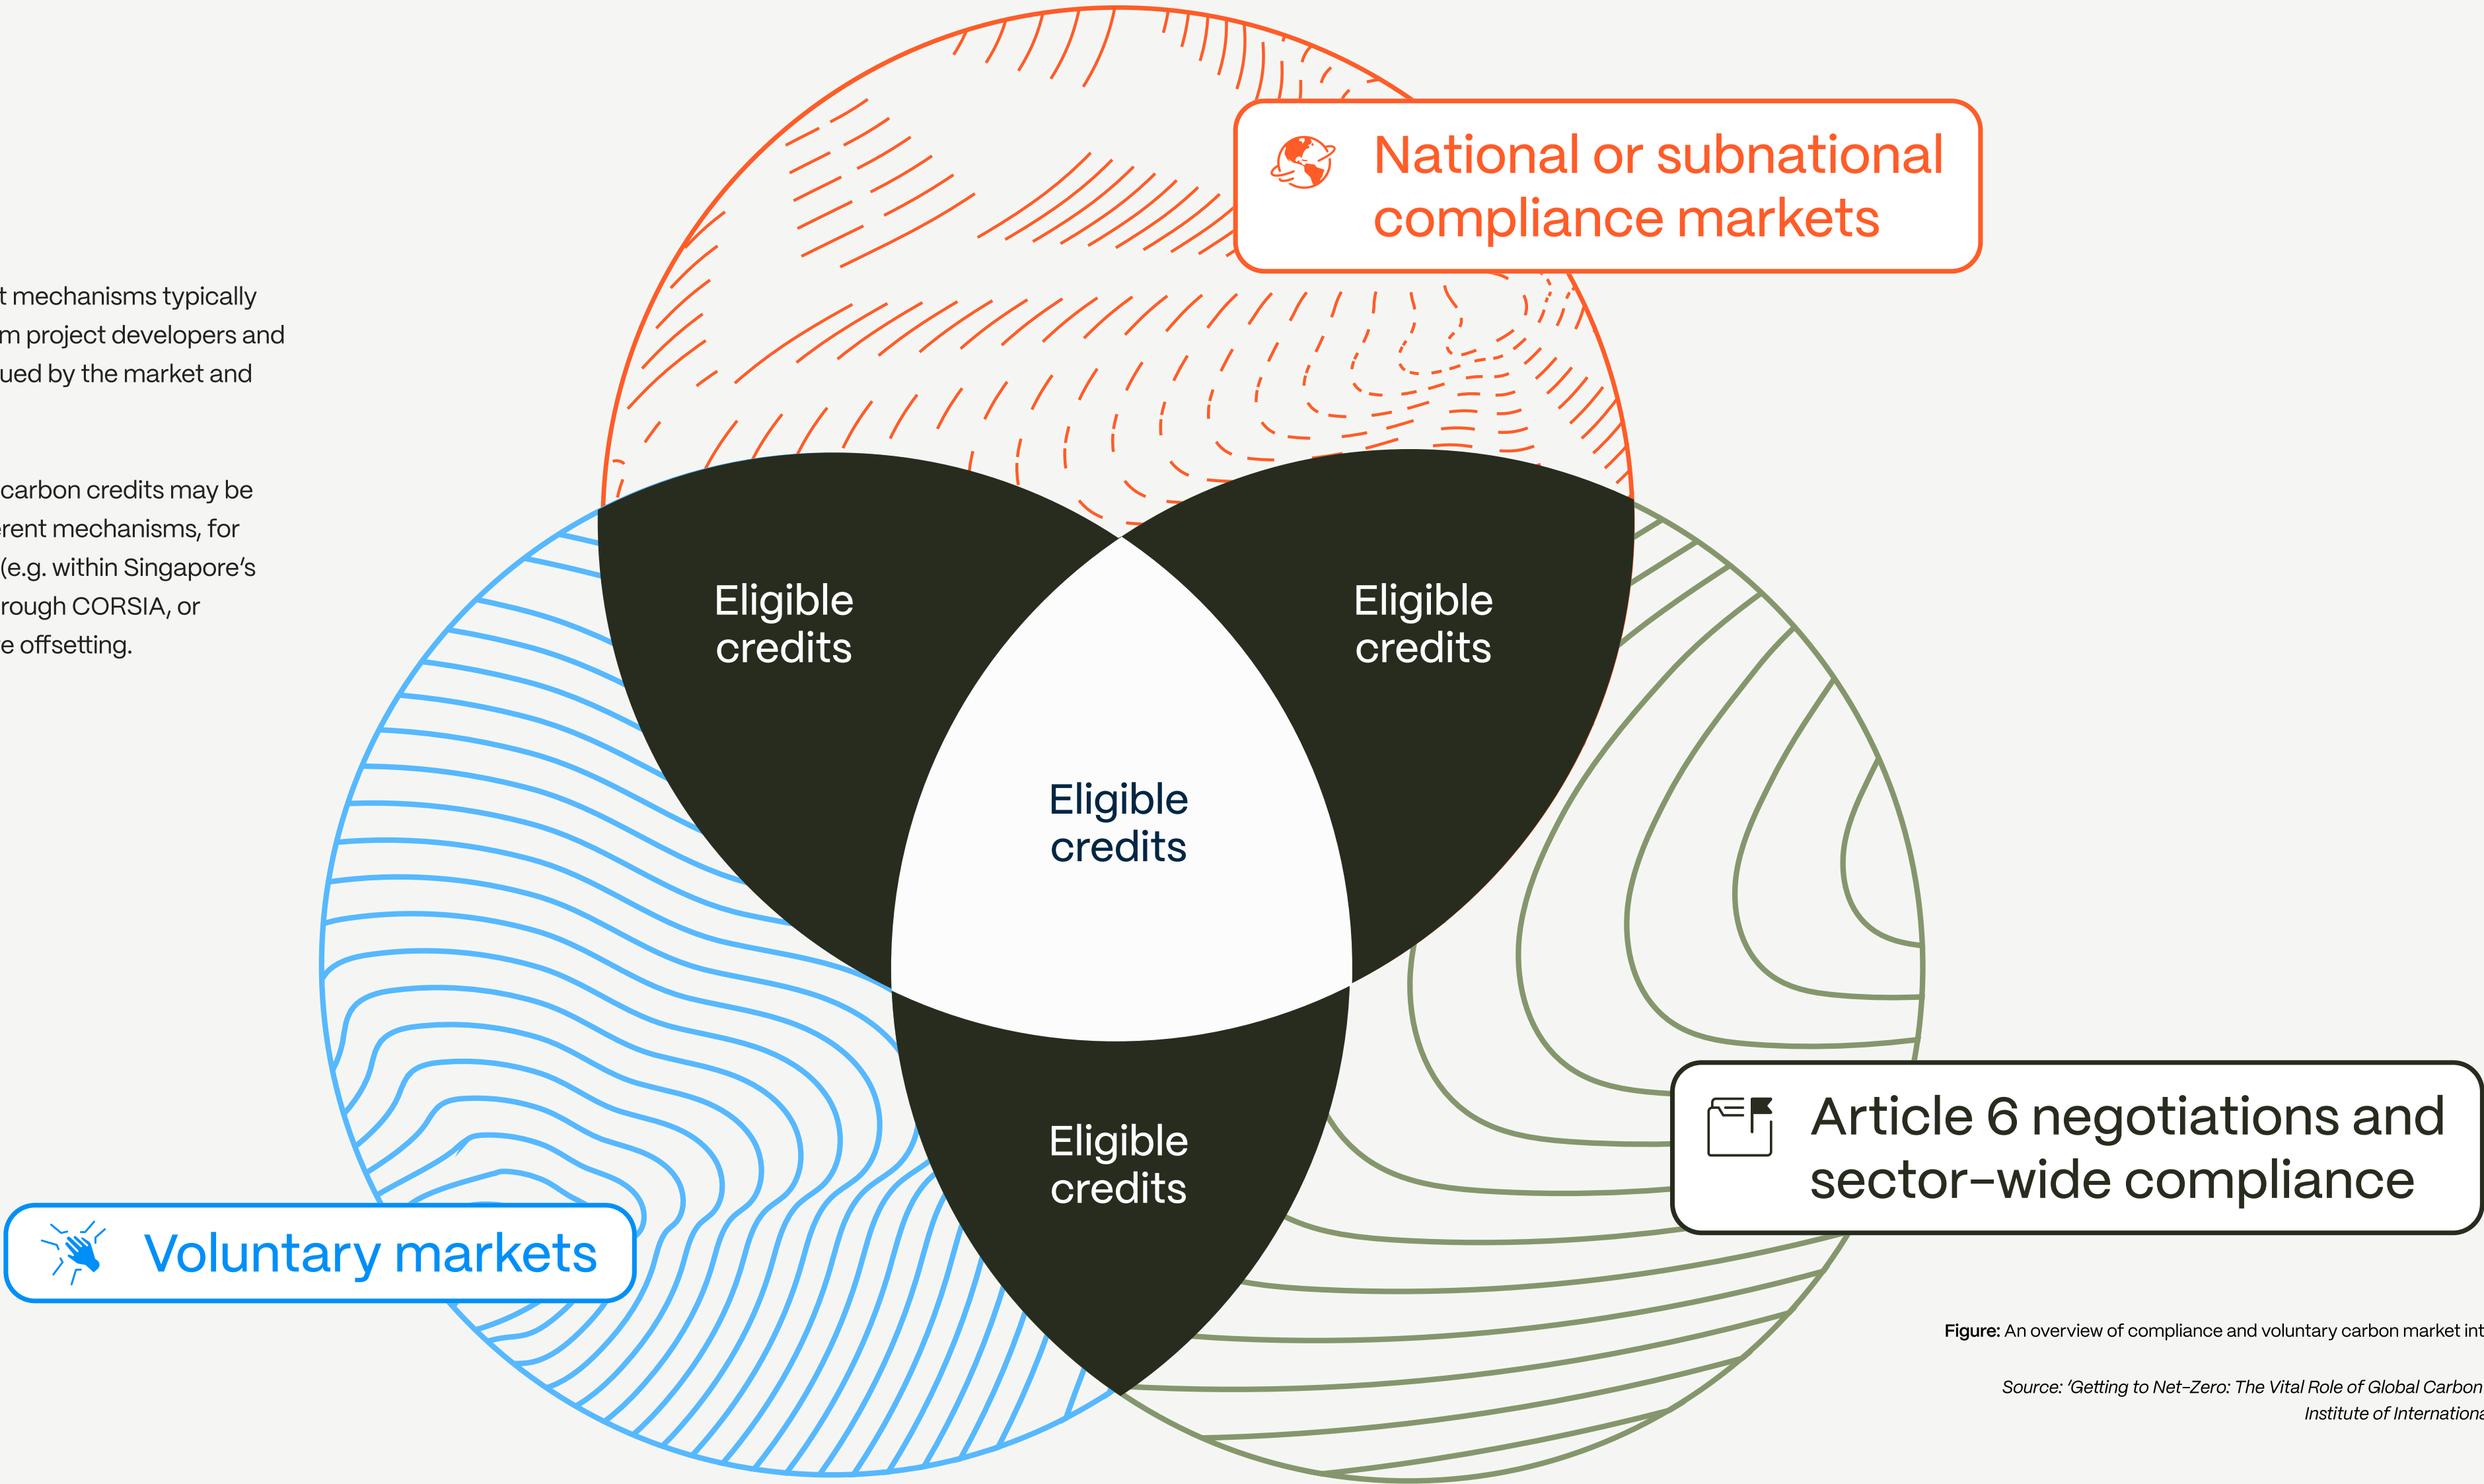 t mechanisms typically
m project developers and
ued by the market and
carbon credits may be
erent mechanisms, for
(e.g. within Singapore's
rough CORSIA, or
e offsetting.
National or subnational
compliance markets
Eligible
credits
Eligible
credits
Eligible
credits
Eligible
credits
Voluntary markets
Article 6 negotiations and
sector-wide compliance
Figure: An overview of compliance and voluntary carbon market int
Source: 'Getting to Net-Zero: The Vital Role of Global Carbon
Institute of Internationa